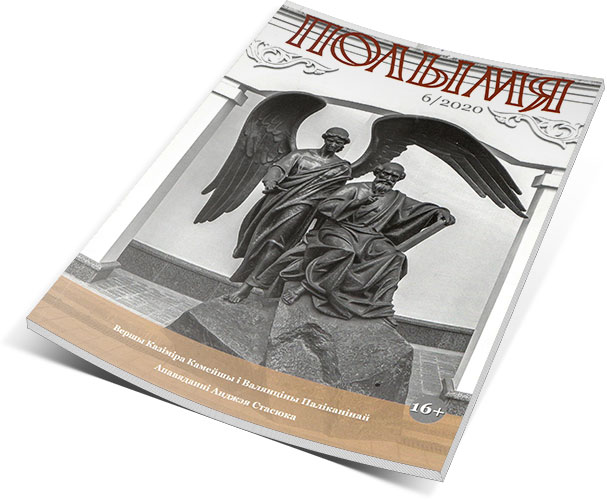 ПОЛЫМЯ
6/2020
Вершы Казіміра Камейшы і Валянціны Паліканінай
Апавяданні Анджэя Стасюка
16+